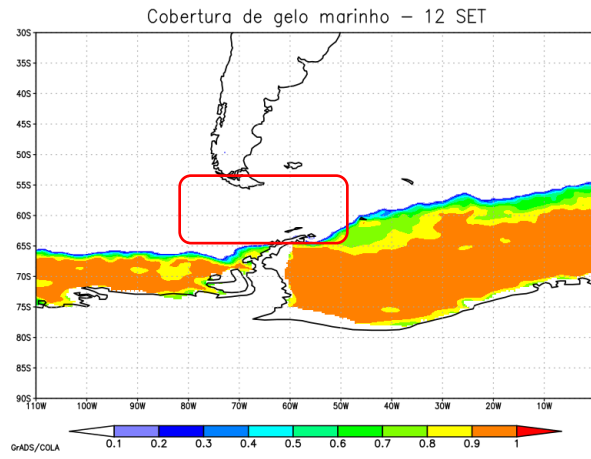 Cobertura de gelo marinho − 12 SET
30S
35S
40S
45S
50S
55S
60S
65S
70S
75S
80S
85S
90S
110W 100W 90W 80W 70W 60W 50W 40W 30W 20W 10W
0.1 0.2 0.3 0.4 0.5 0.6 0.7 0.8 0.9 1
GrADS/COLA